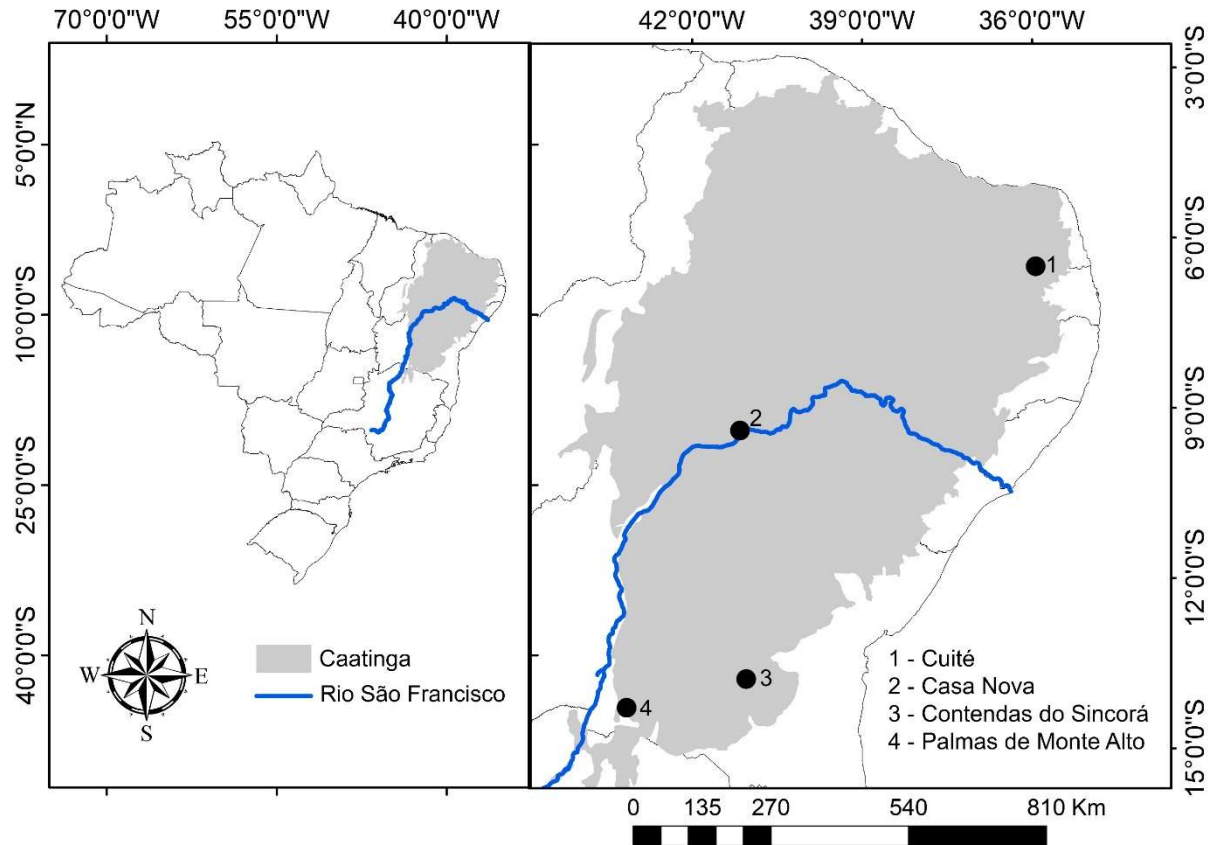 70°0'0"W 55°0'0"W 40°0'0"W
42°0'0"W 39°0'0"W 36°0'0"W
5°0'0"N
10°0'0"S
25°0'0"S
40°0'0"S
3°0'0"S
6°0'0"S
9°0'0"S
12°0'0"S
15°0'0"S
1
2
3
4
N
W E
S
Caatinga
Rio São Francisco
1 - Cuité
2 - Casa Nova
3 - Contendas do Sincorá
4 - Palmas de Monte Alto
0 135 270 540 810 Km